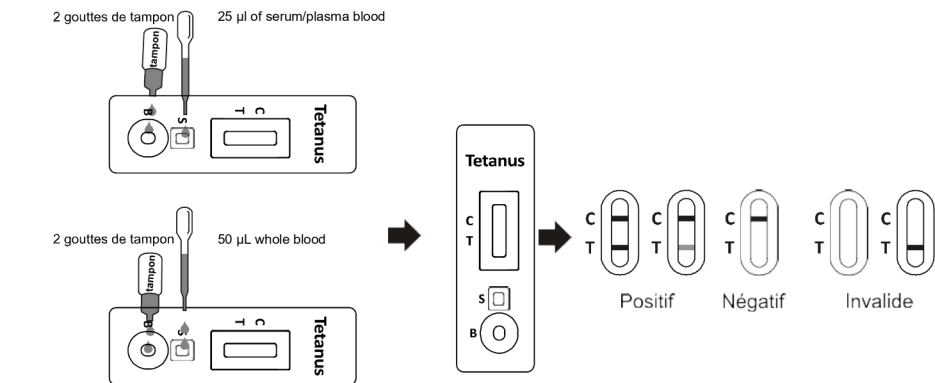 2 gouttes de tampon
25 µl of serum/plasma blood
tampon
B
S
T
C
Tetanus
2 gouttes de tampon
50 µL whole blood
tampon
B
S
T
C
Tetanus
Tetanus
C
T
S
B
C
T
C
T
C
T
C
T
C
T
Positif
Négatif
Invalide